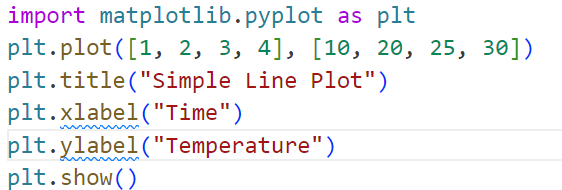 import matplotlib.pyplot as plt
plt.plot([1, 2, 3, 4], [10, 20, 25, 30])
plt.title("Simple Line Plot")
plt.xlabel("Time")
plt.ylabel("Temperature")
plt.show()